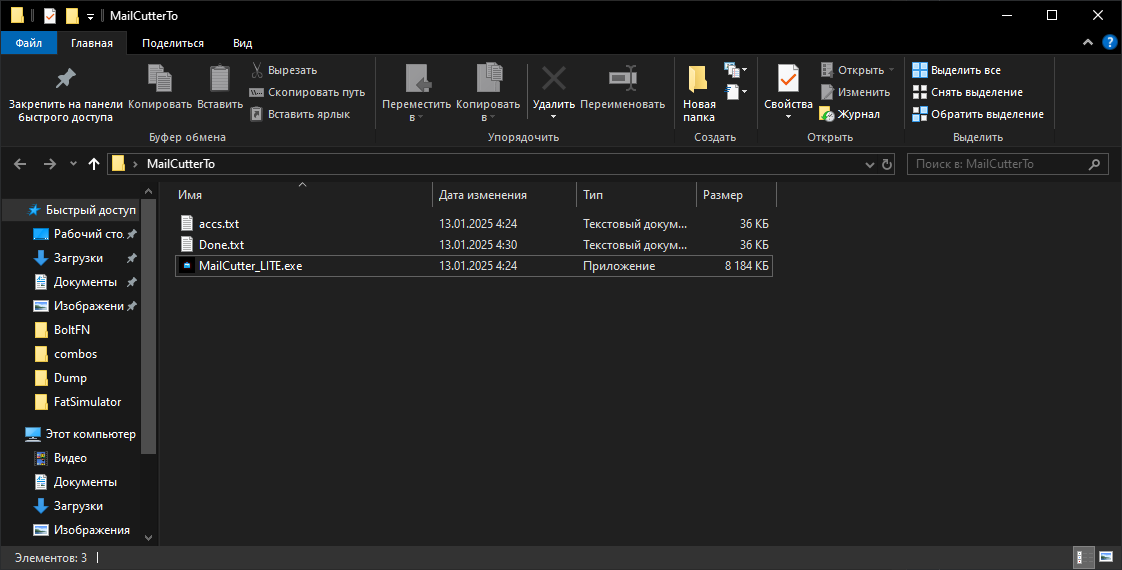 MailCutterTo
Файл Главная Поделиться Вид
Закрепить на панели быстрого доступа
Копировать
Вставить
Вырезать
Скопировать путь
Вставить ярлык
Буфер обмена
Переместить в
Копировать в
Удалить
Переименовать
Упорядочить
Новая папка
Создать
Свойства
Открыть
Изменить
Журнал
Открыть
Выделить все
Снять выделение
Обратить выделение
Выделить
MailCutterTo
Поиск в: MailCutterTo
Быстрый доступ
Рабочий сто.
Загрузки
Документы
Изображени
BoltFN
combos
Dump
FatSimulator
Этот компьютер
Видео
Документы
Загрузки
Изображения
Имя Дата изменения Тип Размер
accs.txt 13.01.2025 4:24 Текстовый докум... 36 КБ
Done.txt 13.01.2025 4:30 Текстовый докум... 36 КБ
MailCutter_LITE.exe 13.01.2025 4:24 Приложение 8 184 КБ
Элементов: 3